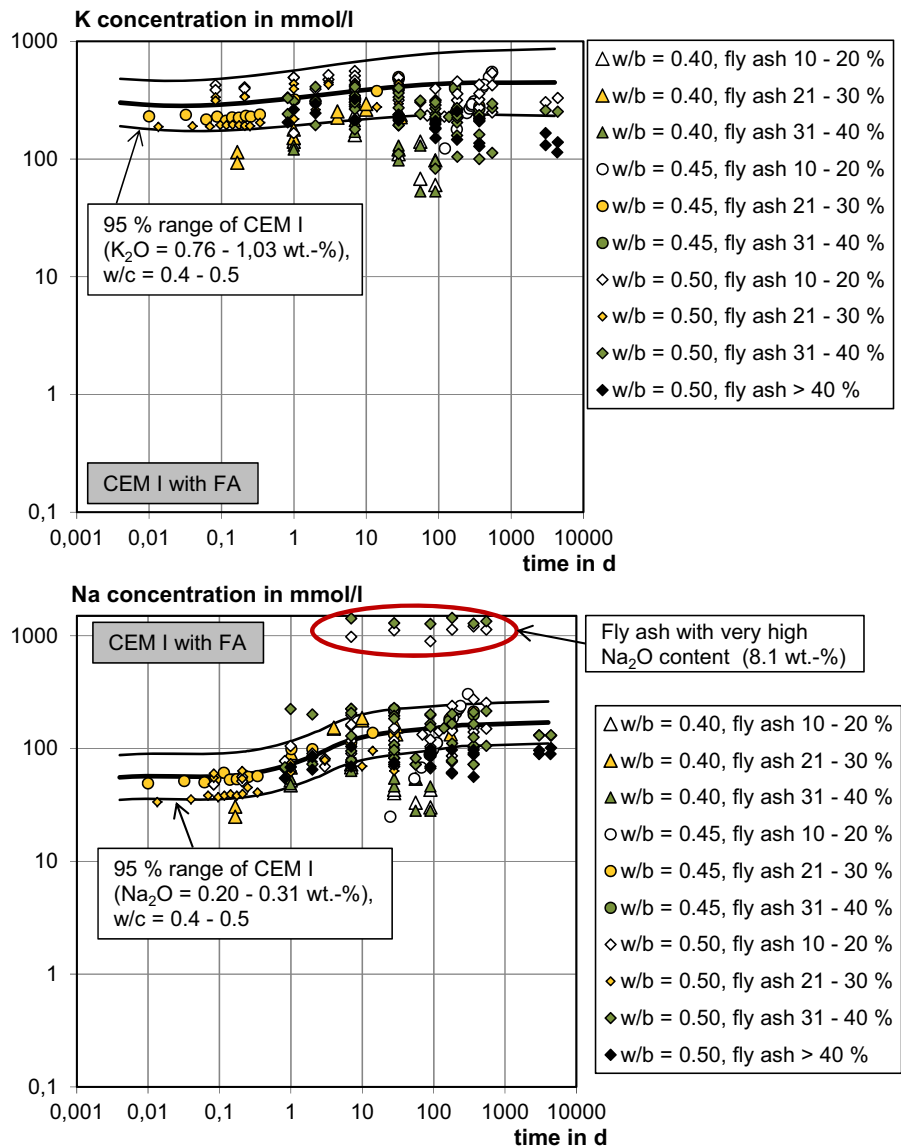 K concentration in mmol/l
1000
100
10
1
0,1
0,001
0,01
0,1
1
10
100
1000
10000
time in d
95 % range of CEM I
(K₂O = 0.76 - 1,03 wt.-%),
w/c = 0.4 - 0.5
CEM I with FA
w/b = 0.40, fly ash 10 - 20 %
w/b = 0.40, fly ash 21 - 30 %
w/b = 0.40, fly ash 31 - 40 %
w/b = 0.45, fly ash 10 - 20 %
w/b = 0.45, fly ash 21 - 30 %
w/b = 0.45, fly ash 31 - 40 %
w/b = 0.50, fly ash 10 - 20 %
w/b = 0.50, fly ash 21 - 30 %
w/b = 0.50, fly ash 31 - 40 %
w/b = 0.50, fly ash > 40 %
Na concentration in mmol/l
1000
100
10
1
0,1
0,001
0,01
0,1
1
10
100
1000
10000
time in d
CEM I with FA
Fly ash with very high
Na₂O content (8.1 wt.-%)
95 % range of CEM I
(Na₂O = 0.20 - 0.31 wt.-%),
w/c = 0.4 - 0.5
w/b = 0.40, fly ash 10 - 20 %
w/b = 0.40, fly ash 21 - 30 %
w/b = 0.40, fly ash 31 - 40 %
w/b = 0.45, fly ash 10 - 20 %
w/b = 0.45, fly ash 21 - 30 %
w/b = 0.45, fly ash 31 - 40 %
w/b = 0.50, fly ash 10 - 20 %
w/b = 0.50, fly ash 21 - 30 %
w/b = 0.50, fly ash 31 - 40 %
w/b = 0.50, fly ash > 40 %